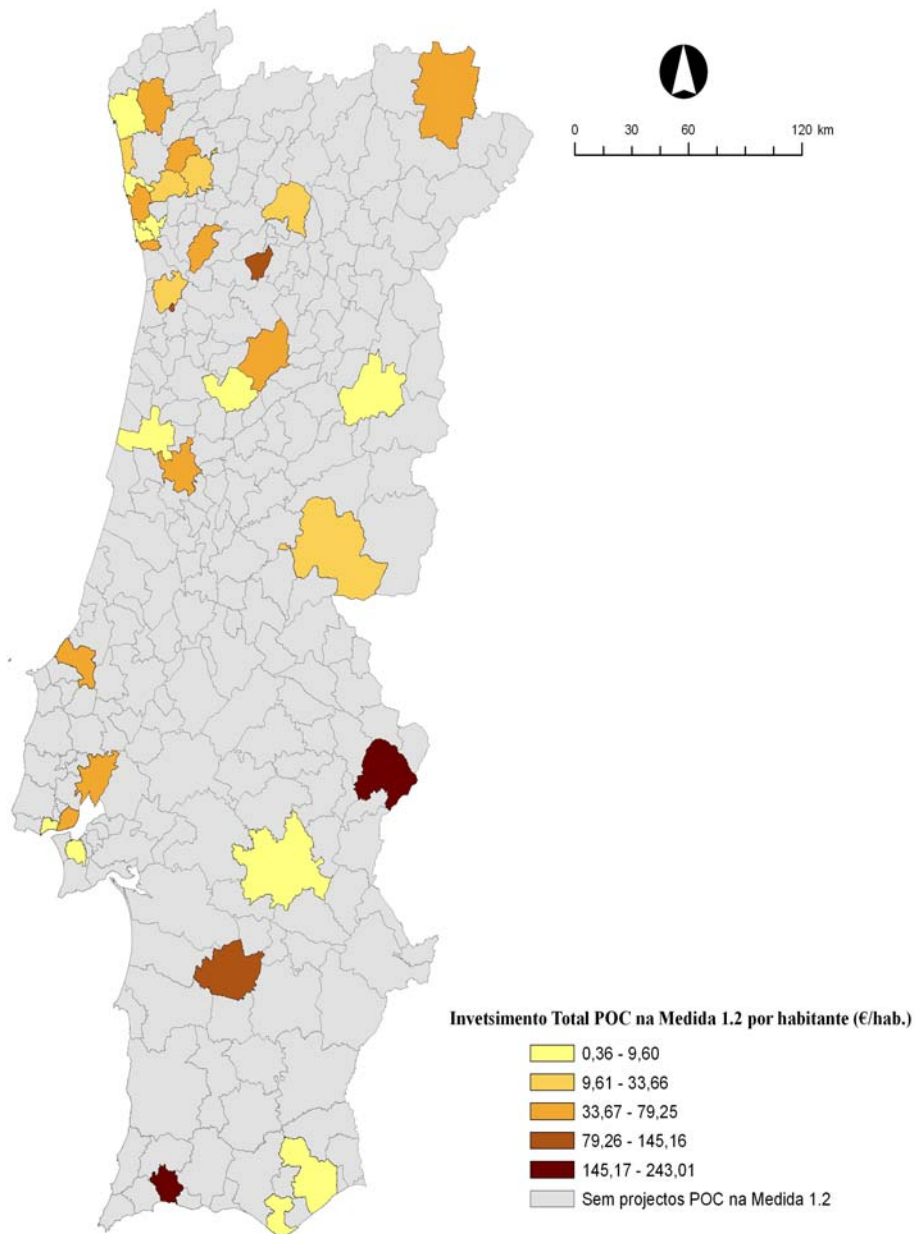 0 30 60 120 km
Invetsimento Total POC na Medida 1.2 por habitante (€/hab.)
0,36 - 9,60
9,61 - 33,66
33,67 - 79,25
79,26 - 145,16
145,17 - 243,01
Sem projectos POC na Medida 1.2